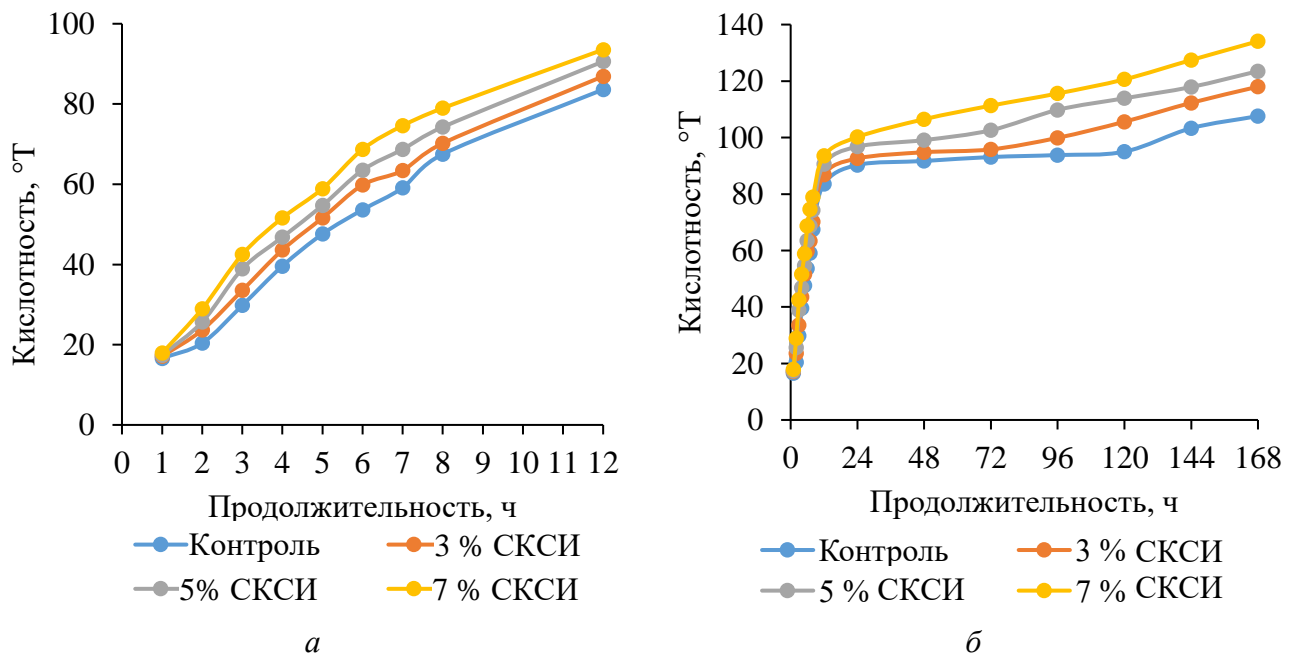 Кислотность, °Т
100
80
60
40
20
0
0 1 2 3 4 5 6 7 8 9 10 11 12
Продолжительность, ч
Контроль 3 % СКСИ
5% СКСИ 7 % СКСИ
а
Кислотность, °Т
140
120
100
80
60
40
20
0
0 24 48 72 96 120 144 168
Продолжительность, ч
Контроль 3 % СКСИ
5 % СКСИ 7 % СКСИ
б